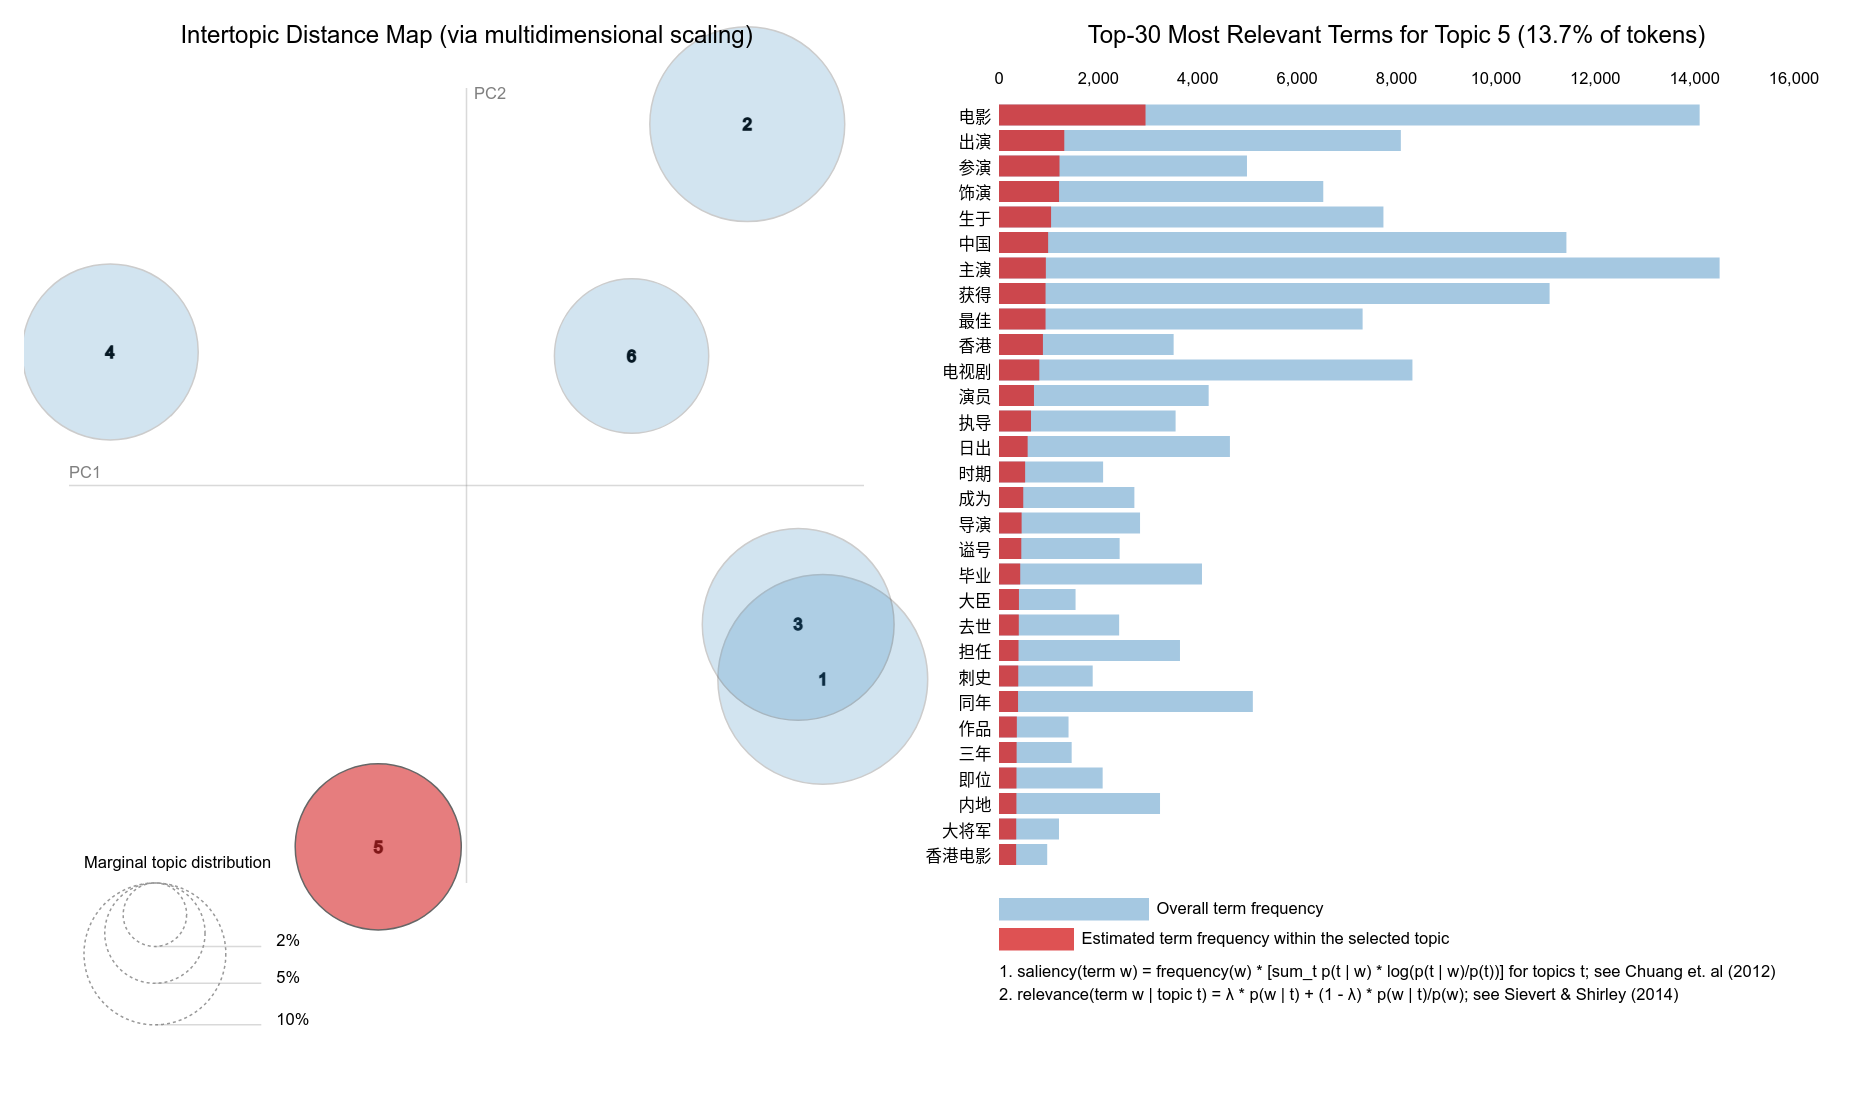 Intertopic Distance Map (via multidimensional scaling)
PC2
PC1
2
4
6
3
1
5
Marginal topic distribution
2%
5%
10%
Top-30 Most Relevant Terms for Topic 5 (13.7% of tokens)
0 2,000 4,000 6,000 8,000 10,000 12,000 14,000 16,000
电影
出演
参演
饰演
生于
中国
主演
获得
最佳
香港
电视剧
演员
执导
日出
时期
成为
导演
谥号
毕业
大臣
去世
担任
刺史
同年
作品
三年
即位
内地
大将军
香港电影
Overall term frequency
Estimated term frequency within the selected topic
1. saliency(term w) = frequency(w) * [sum_t p(t | w) * log(p(t | w)/p(t))] for topics t; see Chuang et. al (2012)
2. relevance(term w | topic t) = λ * p(w | t) + (1 - λ) * p(w | t)/p(w); see Sievert & Shirley (2014)